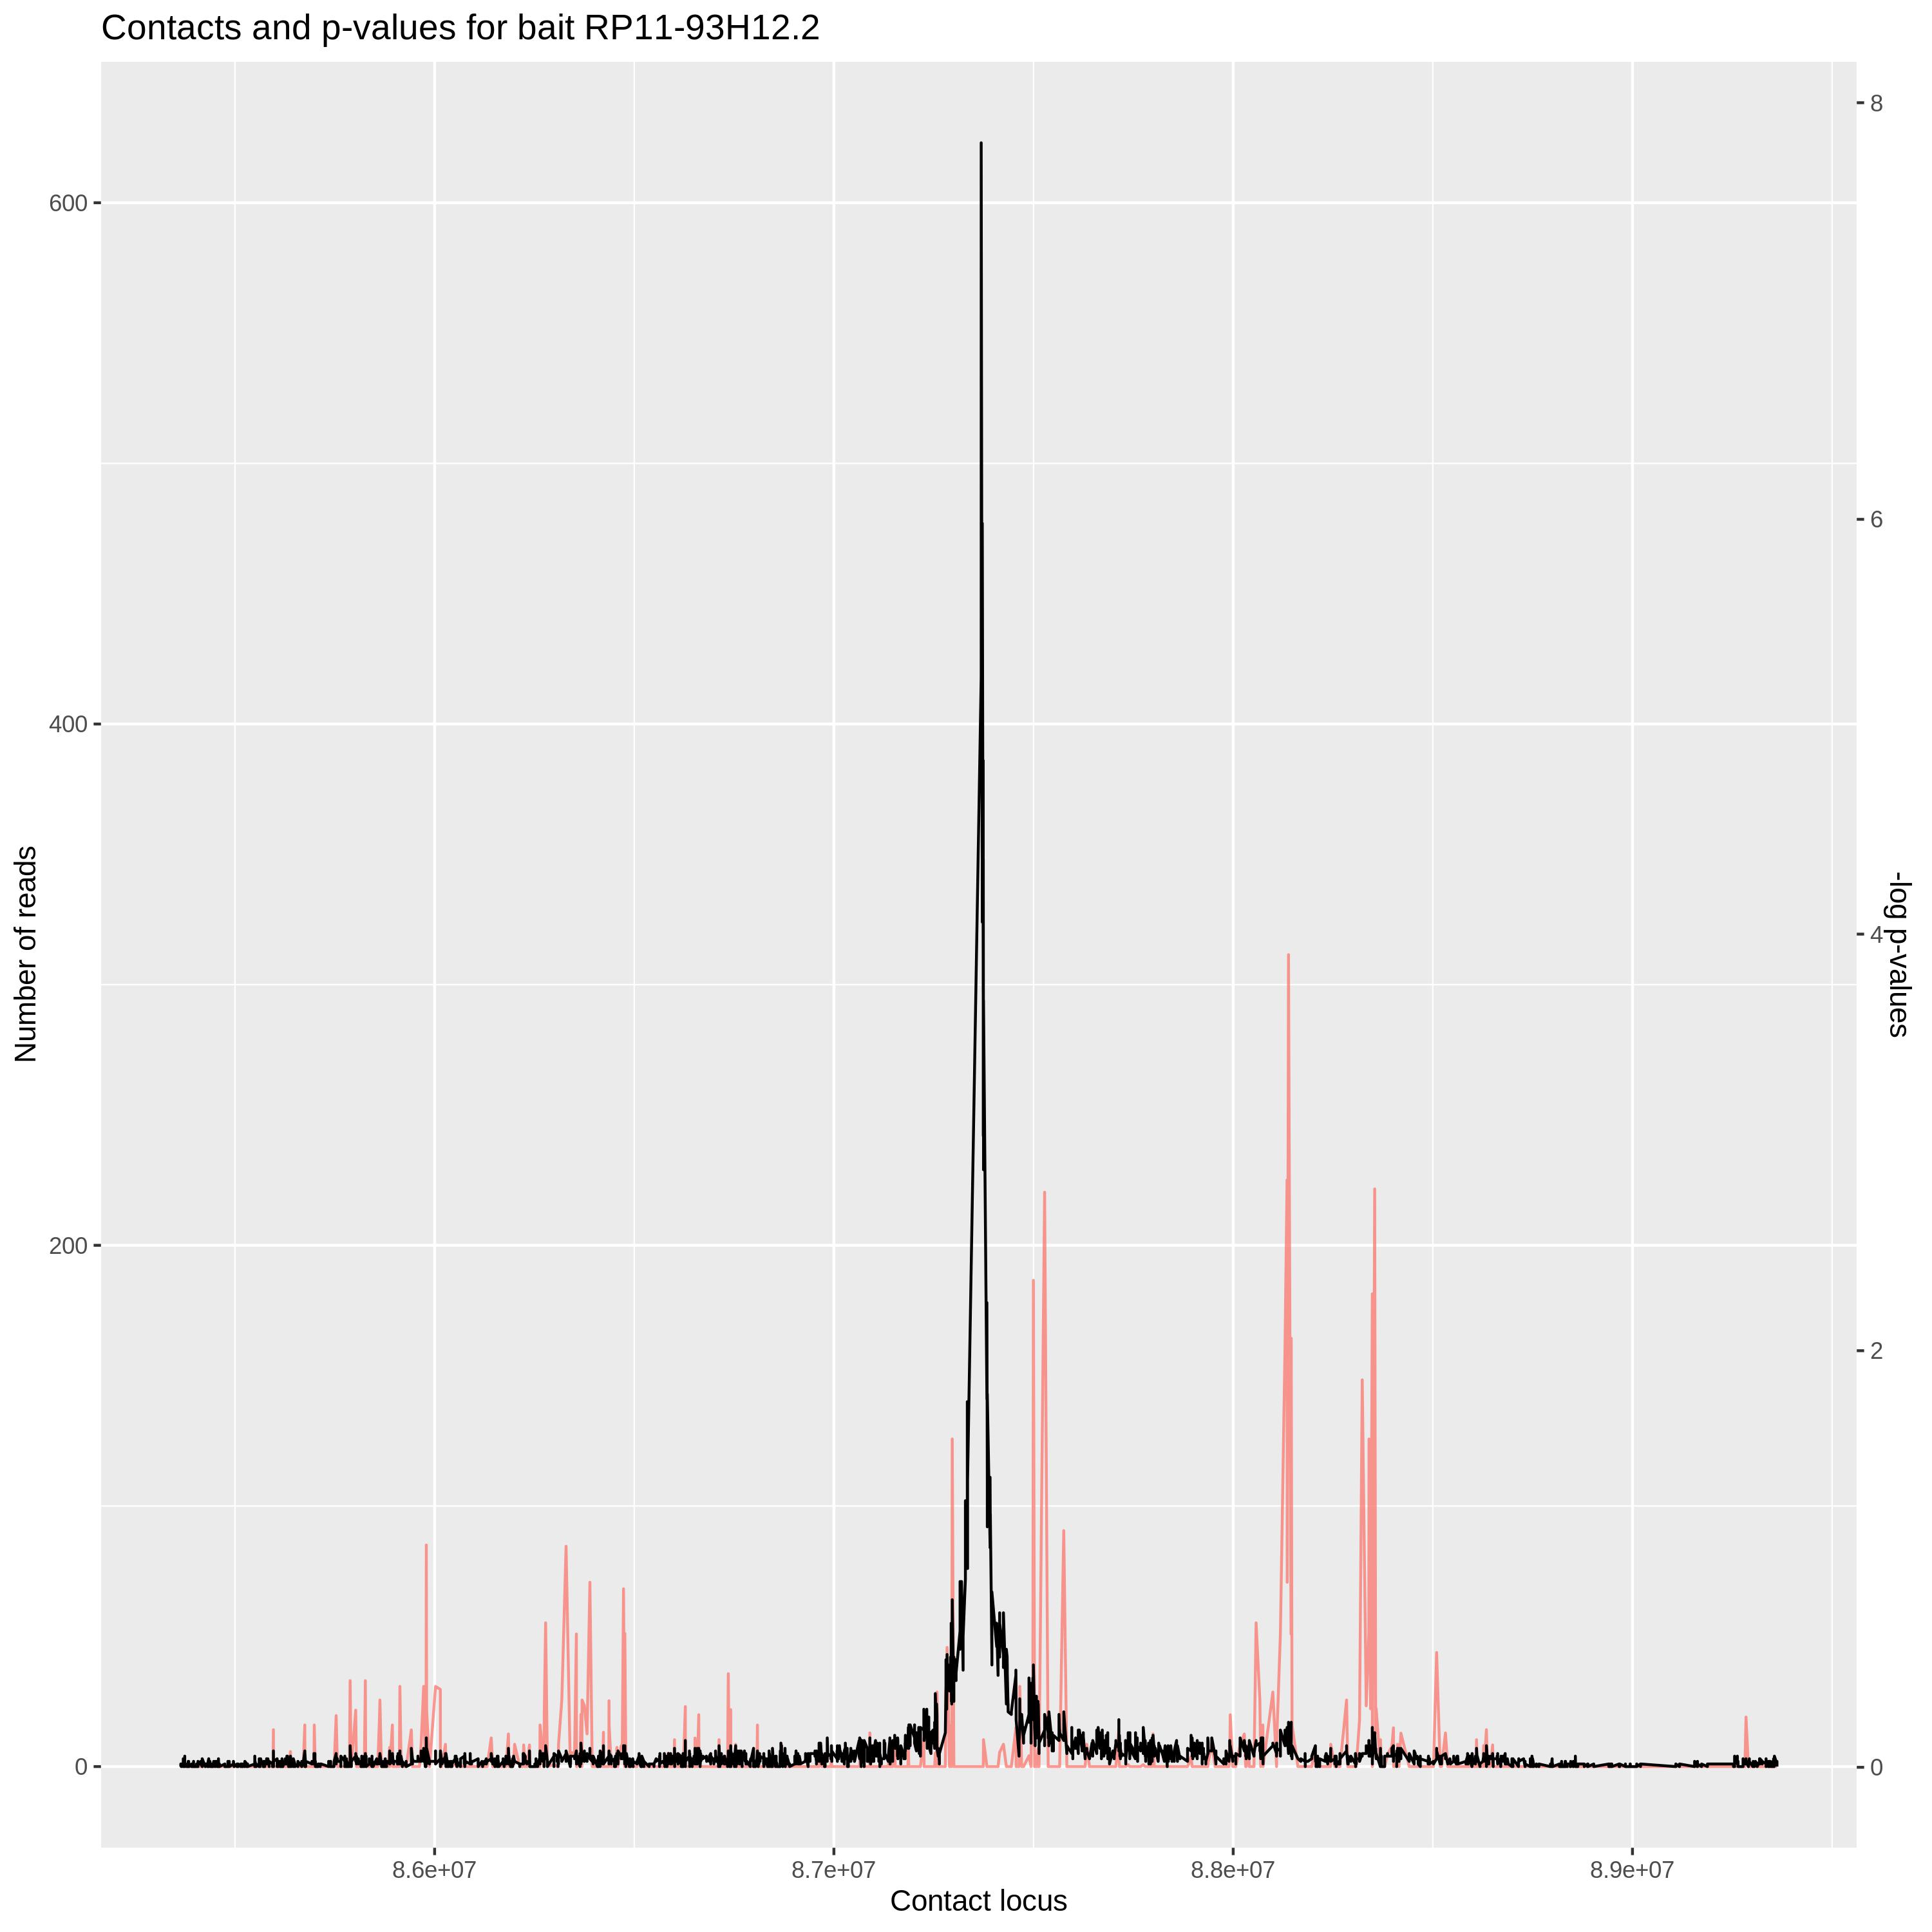 Contacts and p-values for bait RP11-93H12.2
Number of reads
600
400
200
0
8
6
4
2
0
-log p-values
8.6e+07
8.7e+07
8.8e+07
8.9e+07
Contact locus